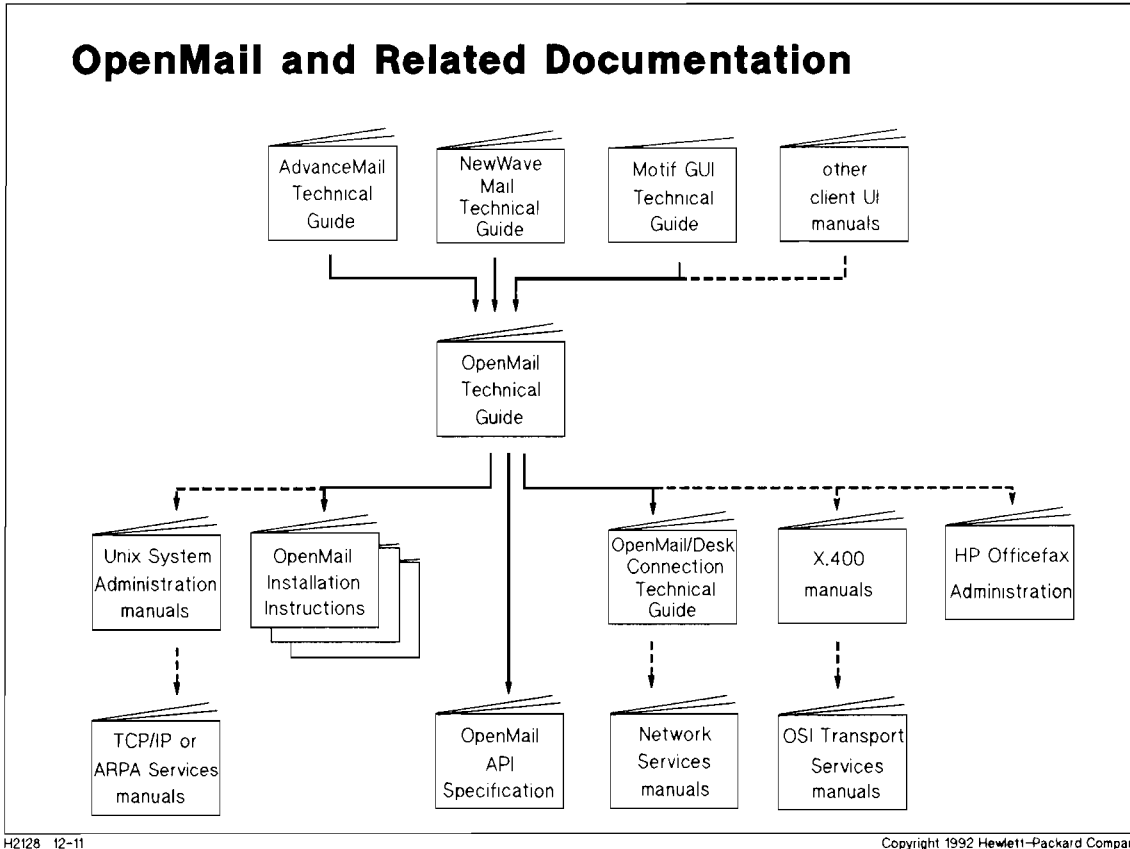 OpenMail and Related Documentation
AdvanceMail
Technical
Guide
NewWave
Mail
Technical
Guide
Motif GUI
Technical
Guide
other
client UI
manuals
OpenMail
Technical
Guide
Unix System
Administration
manuals
OpenMail
Installation
Instructions
OpenMail/Desk
Connection
Technical
Guide
X.400
manuals
HP Officefax
Administration
TCP/IP or
ARPA Services
manuals
OpenMail
API
Specification
Network
Services
manuals
OSI Transport
Services
manuals
H2128 12-11
Copyright 1992 Hewlett-Packard Compan